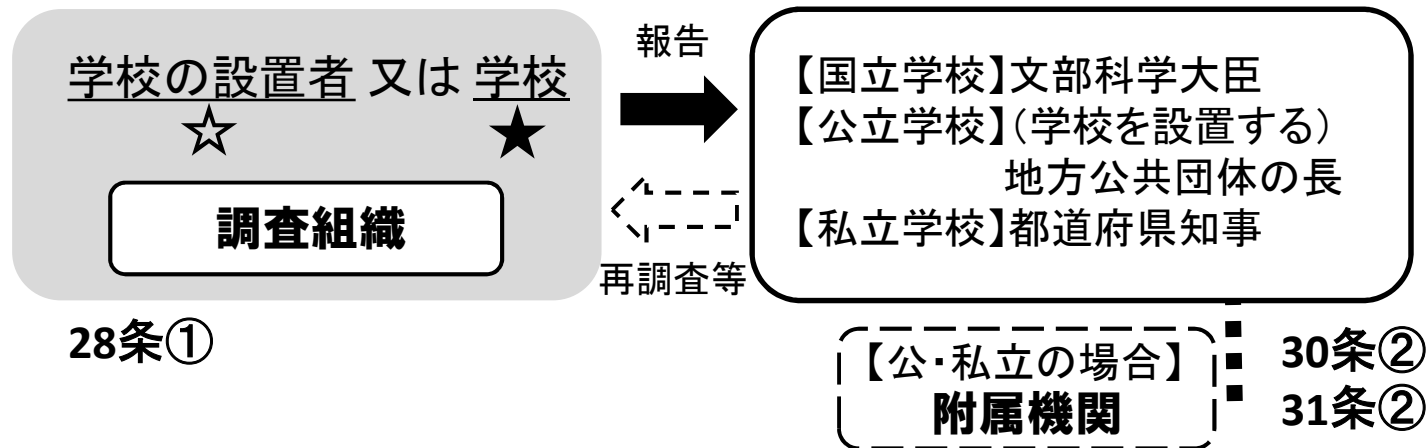 学校の設置者 又は 学校
☆ ★
調査組織
28条①
報告
再調査等
【国立学校】文部科学大臣
【公立学校】(学校を設置する)
地方公共団体の長
【私立学校】都道府県知事
【公・私立の場合】
附属機関
30条②
31条②